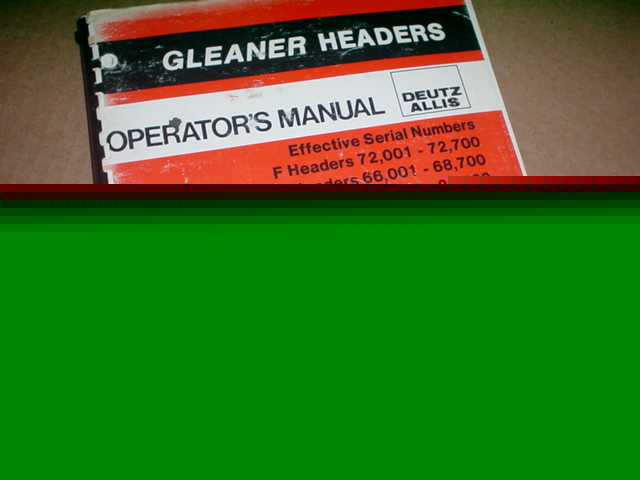 GLEANER HEADERS
OPERATOR'S MANUAL
DEUTZ
ALLIS
Effective Serial Numbers
F Headers 72,001 - 72,700
66,001 - 68,700